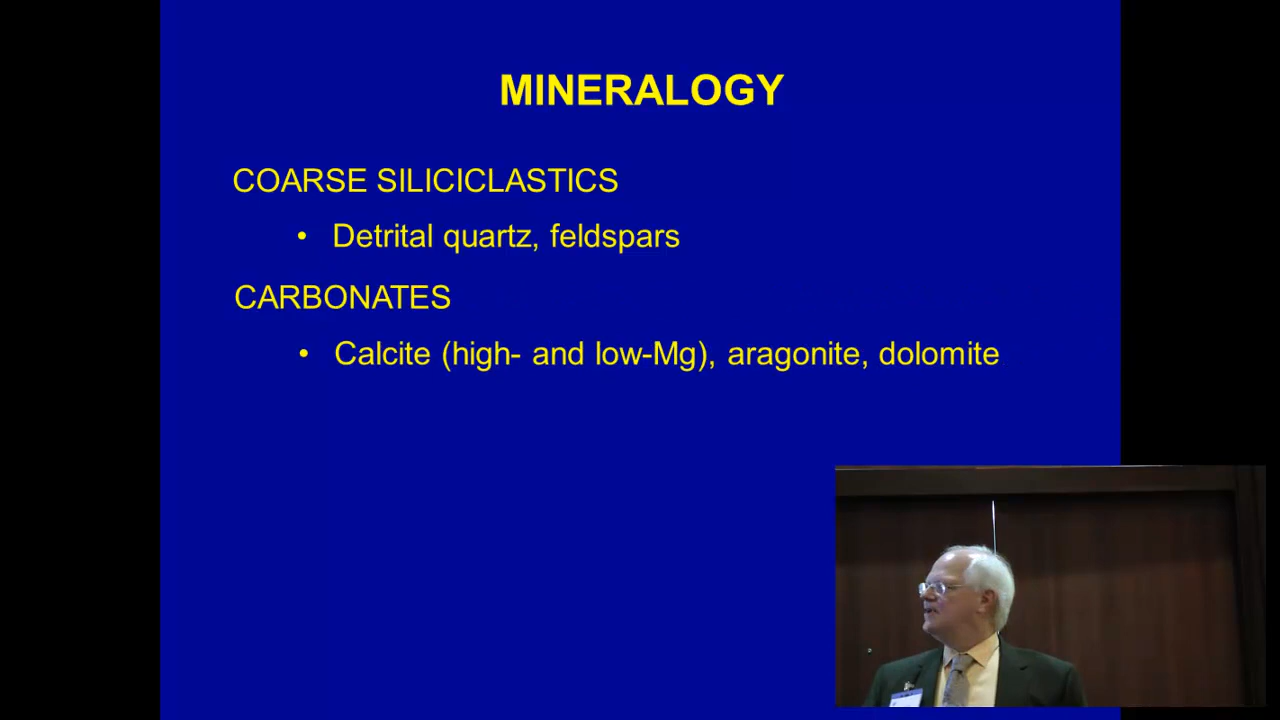 MINERALOGY
COARSE SILICICLASTICS
• Detrital quartz, feldspars
CARBONATES
• Calcite (high- and low-Mg), aragonite, dolomite